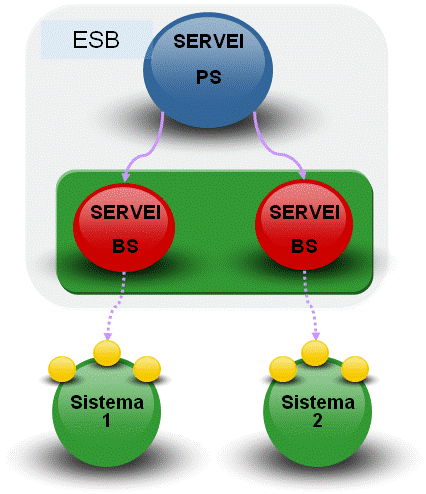 ESB
SERVEI
PS
SERVEI
BS
SERVEI
BS
Sistema
1
Sistema
2